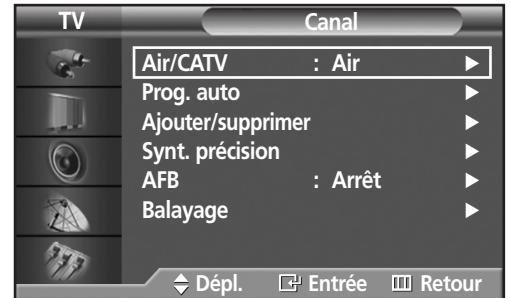 TV Canal
Air/CATV : Air
Prog. auto
Ajouter/supprimer
Synt. précision
AFB : Arrêt
Balayage
Dépl. Entrée Retour